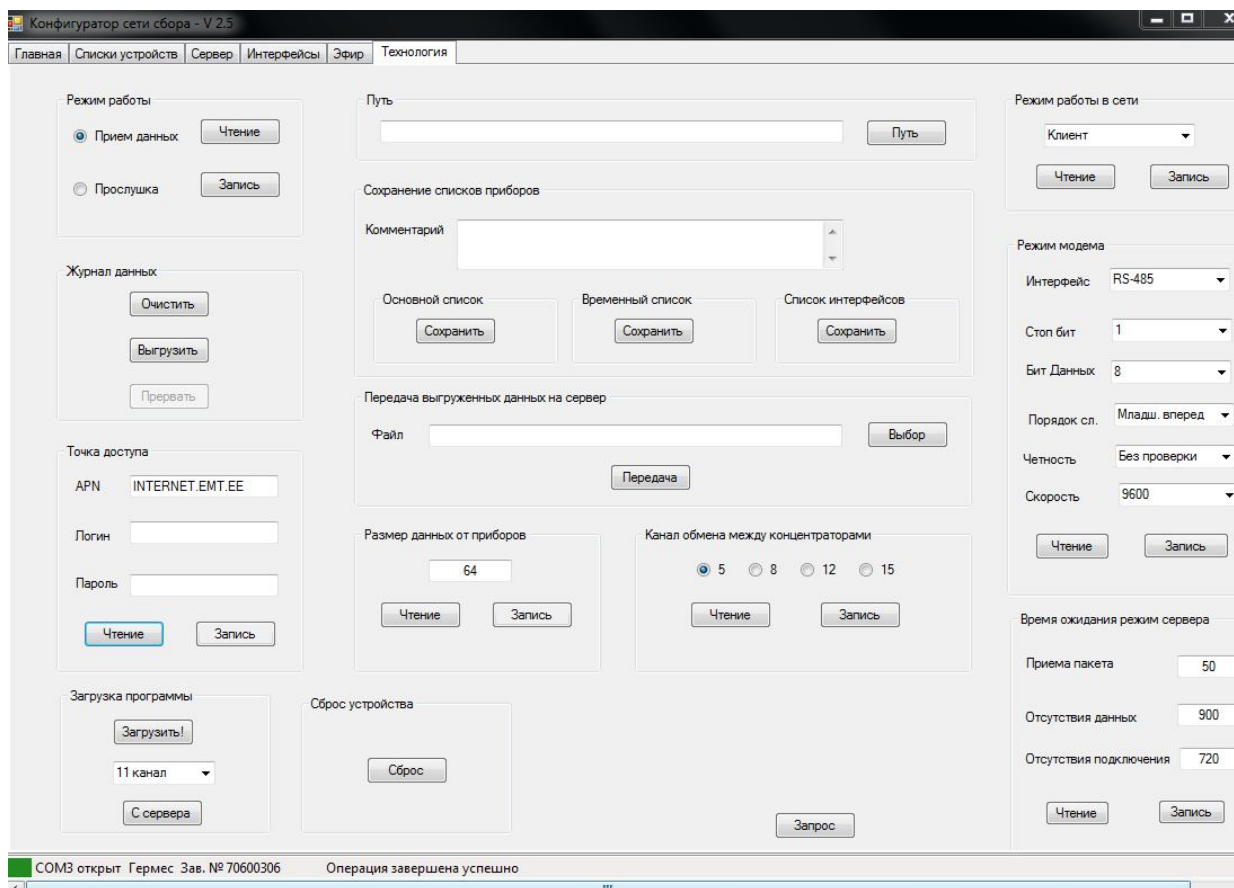 Конфигуратор сети сбора - V 2.5
Главная Списки устройств Сервер Интерфейсы Эфир Технология
Режим работы
Прием данных Чтение
Прослушка Запись
Журнал данных
Очистить
Выгрузить
Прервать
Точка доступа
APN INTERNET.EMT.EE
Логин
Пароль
Чтение Запись
Загрузка программы
Загрузить!
11 канал
С сервера
Путь
Путь
Сохранение списков приборов
Комментарий
Основной список Временный список Список интерфейсов
Сохранить Сохранить Сохранить
Передача выгруженных данных на сервер
Файл Выбор
Передача
Размер данных от приборов
64
Чтение Запись
Канал обмена между концентраторами
5 8 12 15
Чтение Запись
Сброс устройства
Сброс
Запрос
Режим работы в сети
Клиент
Чтение Запись
Режим модема
Интерфейс RS-485
Стоп бит 1
Бит Данных 8
Порядок сл. Младш. вперед
Четность Без проверки
Скорость 9600
Чтение Запись
Время ожидания режим сервера
Приема пакета 50
Отсутствия данных 900
Отсутствия подключения 720
Чтение Запись
COM3 открыт Гермес Зав. № 70600306 Операция завершена успешно